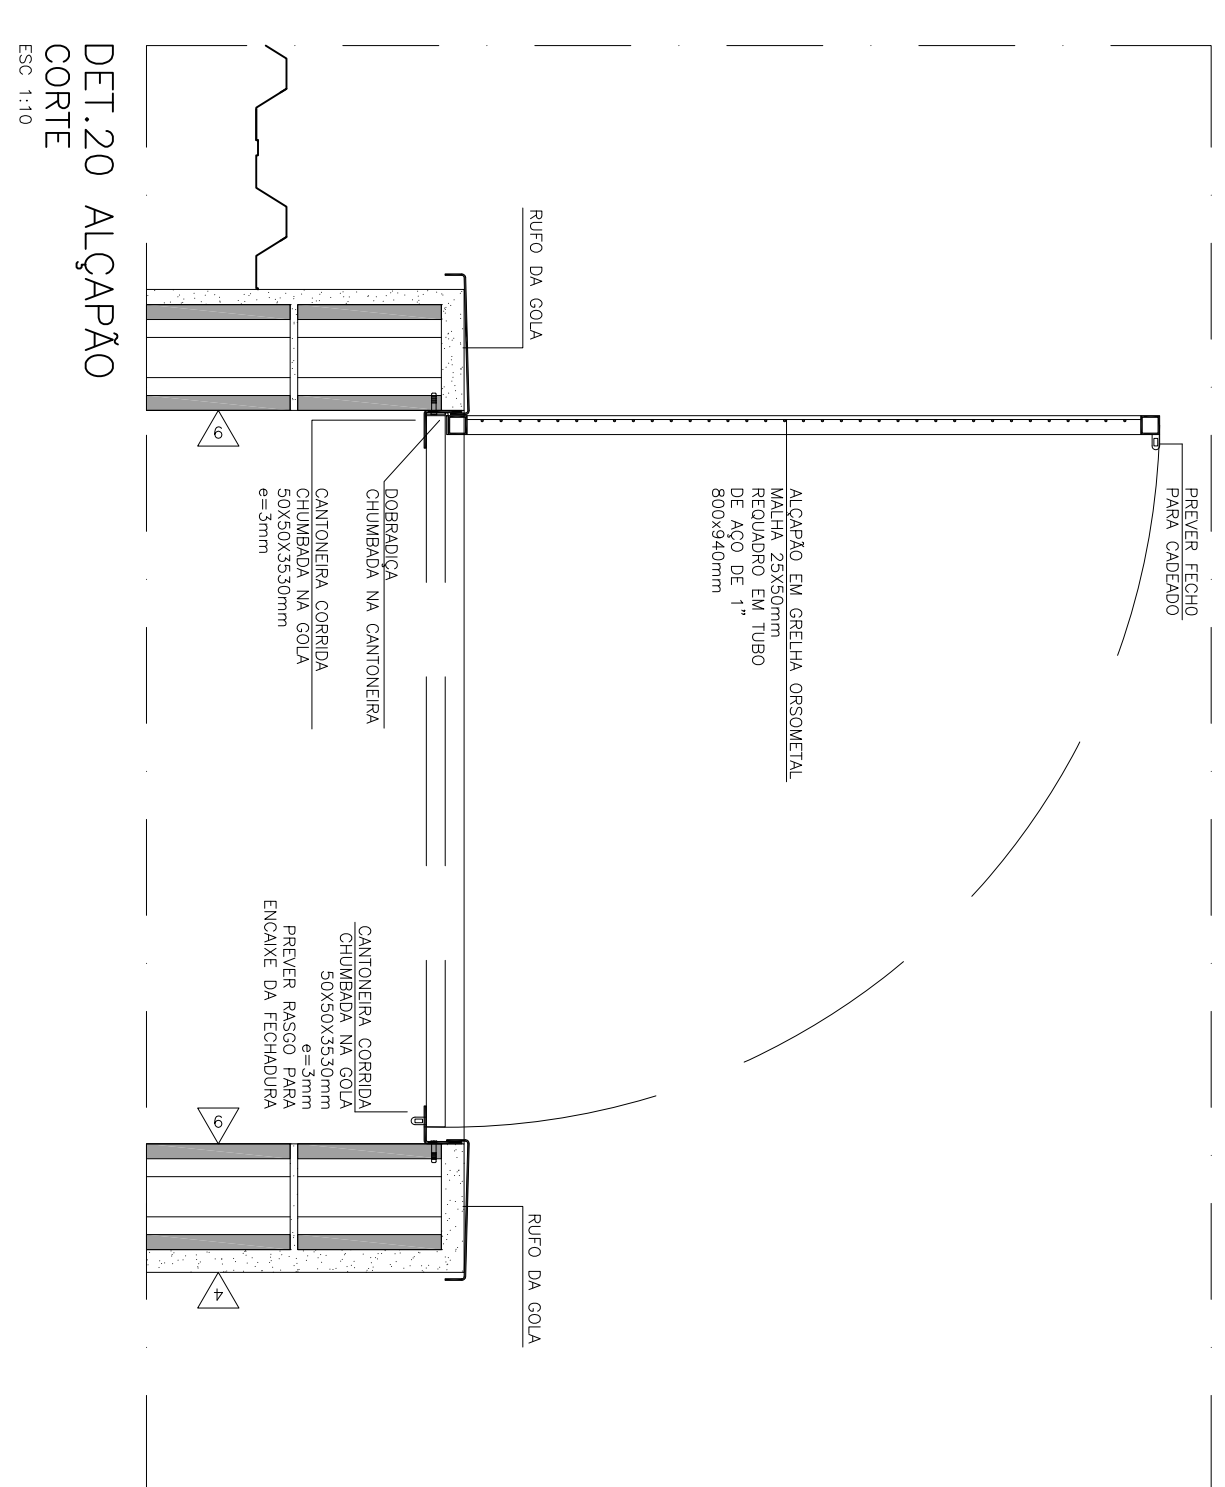 PREVER FECHO
PARA CADEADO
ALÇAPÃO EM GRELHA ORSOMETAL
MALHA 25X50mm
REQUADRO EM TUBO
DE AÇO DE 1"
800x940mm
RUFO DA GOLA
RUFO DA GOLA
DOBRADIÇA
CHUMBADA NA CANTONEIRA
CANTONEIRA CORRIDA
CHUMBADA NA GOLA
50X50X3530mm
e=3mm
CANTONEIRA CORRIDA
CHUMBADA NA GOLA
50X50X3530mm
e=3mm
PREVER RASGO PARA
ENCAIXE DA FECHADURA
6
6
4
DET.20 ALÇAPÃO
CORTE
ESC 1:10